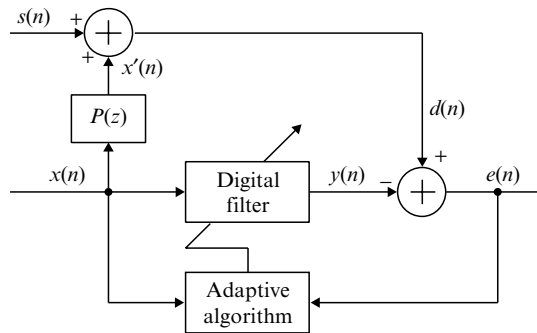 s(n)
+
+
+
x′(n)
P(z)
d(n)
x(n)
Digital
filter
y(n)
−
+
+
e(n)
Adaptive
algorithm